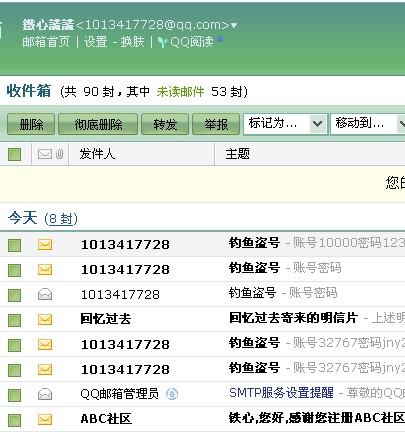 鐵心議議<1013417728@qq.com>
邮箱首页 | 设置 - 换肤 | QQ阅读
收件箱 (共 90 封，其中 未读邮件 53 封)
删除 彻底删除 转发 举报 标记为... 移动到...
发件人 主题
您的
今天 (8 封)
1013417728 钓鱼盗号 - 账号10000密码123
1013417728 钓鱼盗号 - 账号密码
1013417728 钓鱼盗号 - 账号密码
回忆过去 回忆过去寄来的明信片 - 上述明
1013417728 钓鱼盗号 - 账号32767密码jny2
1013417728 钓鱼盗号 - 账号32767密码jny2
QQ邮箱管理员 SMTP服务设置提醒 - 尊敬的QQ
ABC社区 铁心,您好,感谢您注册ABC社区